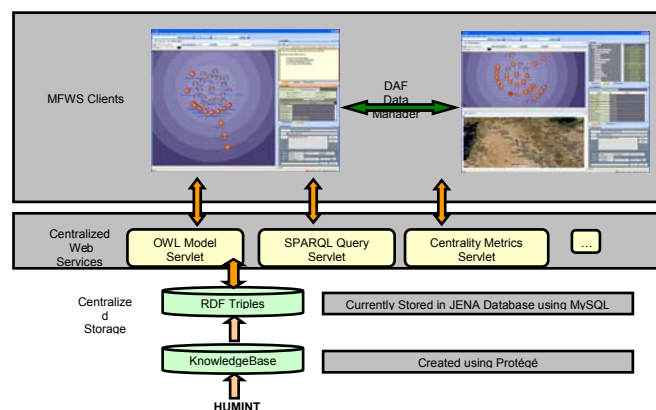 MFWS Clients
DAF
Data
Manager
Centralized
Web
Services
OWL Model
Servlet
SPARQL Query
Servlet
Centrality Metrics
Servlet
...
Centralize
d
Storage
RDF Triples
Currently Stored in JENA Database using MySQL
KnowledgeBase
Created using Protégé
HUMINT